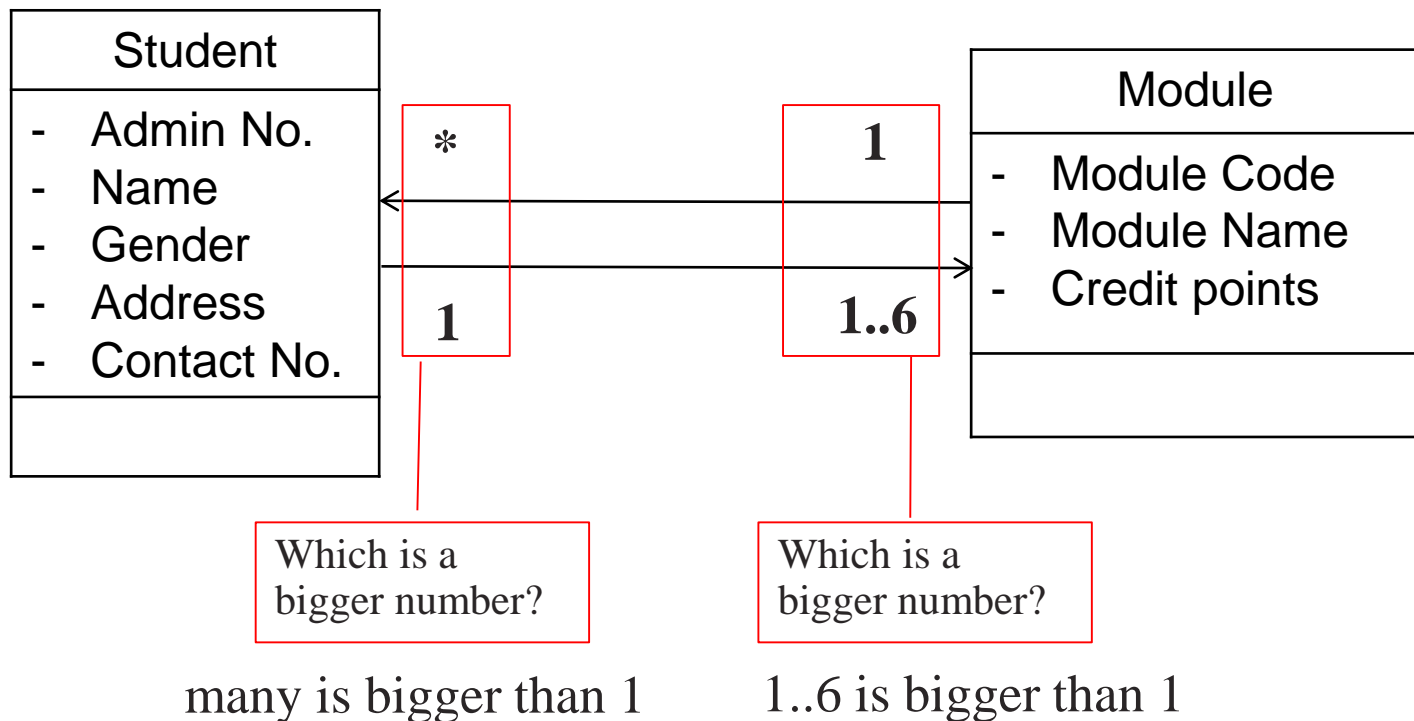 Student
- Admin No.
- Name
- Gender
- Address
- Contact No.
*
1
1
1..6
Module
- Module Code
- Module Name
- Credit points
Which is a
bigger number?
Which is a
bigger number?
many is bigger than 1
1..6 is bigger than 1